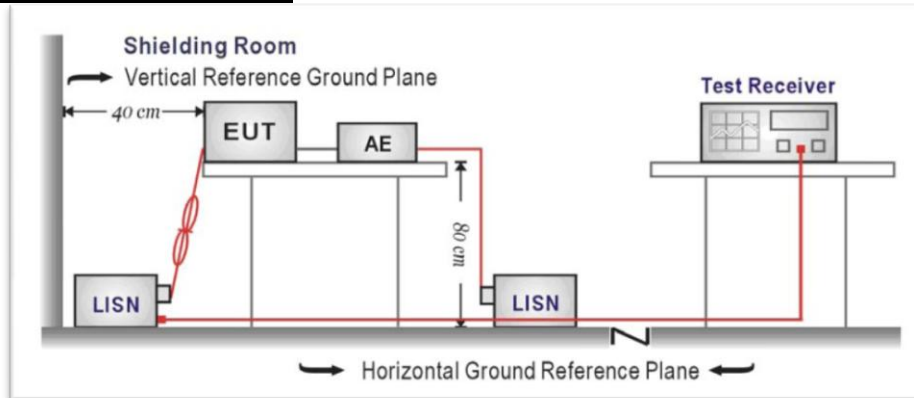 Shielding Room
Vertical Reference Ground Plane
40 cm
EUT
AE
Test Receiver
80 cm
LISN
LISN
Horizontal Ground Reference Plane